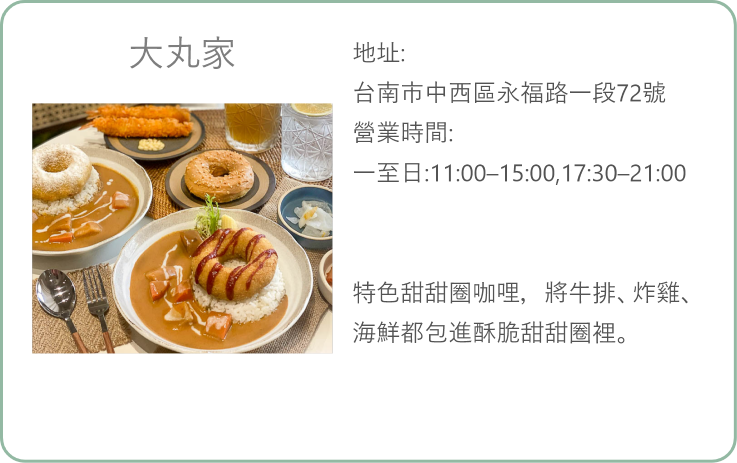 大丸家
地址:
台南市中西區永福路一段72號
營業時間:
一至日:11:00–15:00,17:30–21:00
特色甜甜圈咖哩，將牛排、炸雞、
海鮮都包進酥脆甜甜圈裡。